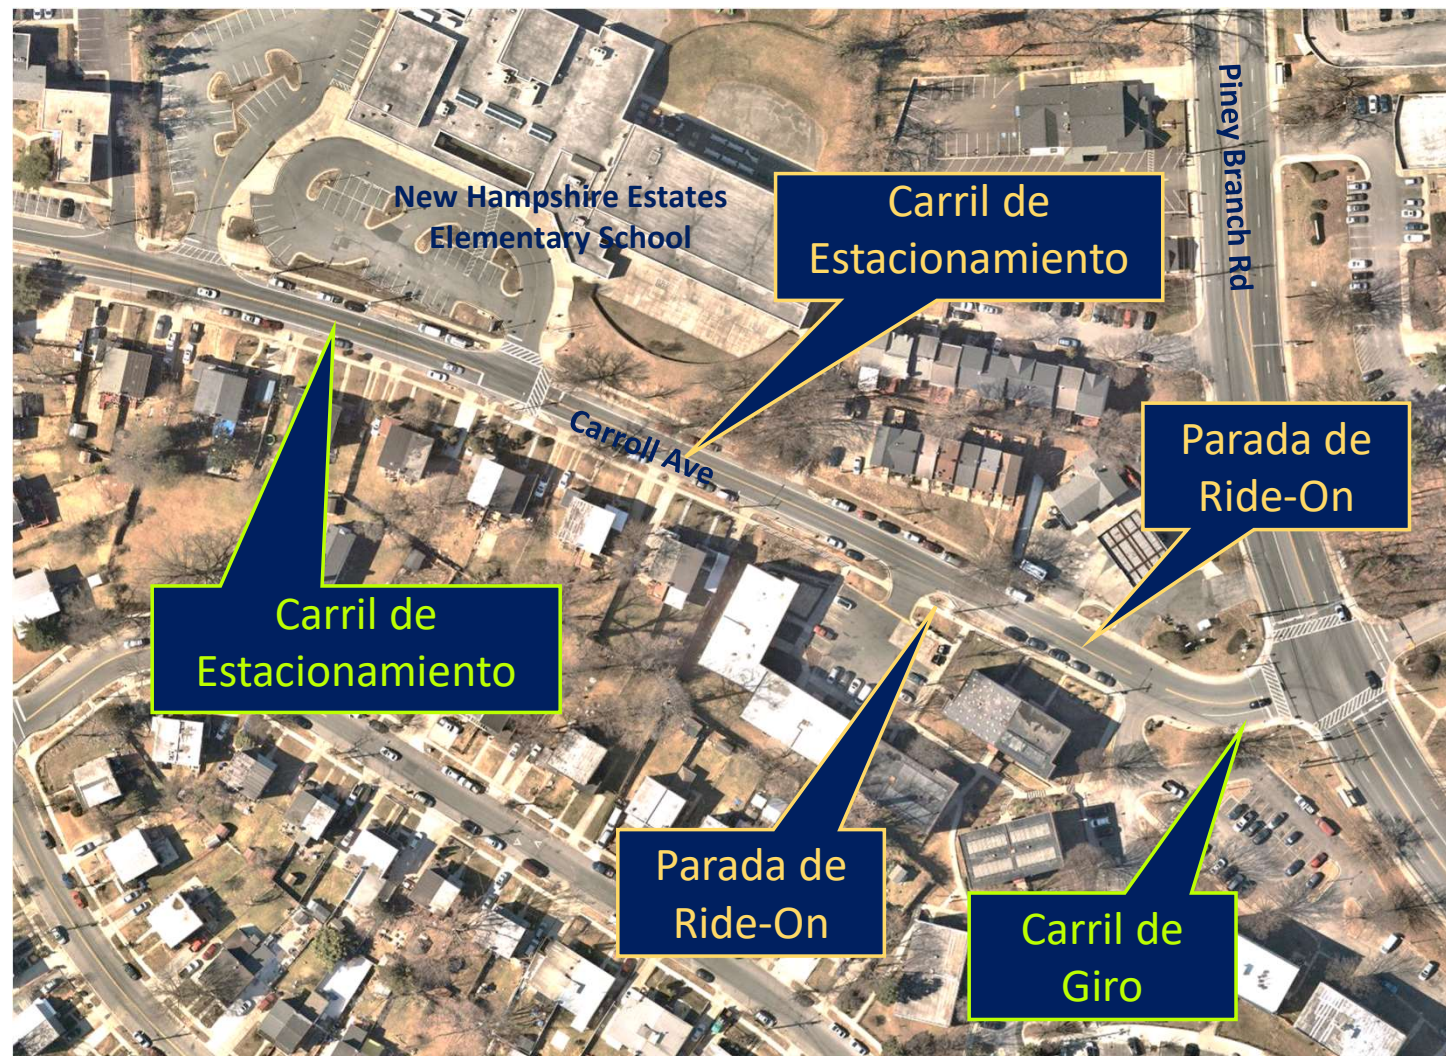 Piney Branch Rd
New Hampshire Estates
Elementary School
Carril de
Estacionamiento
Carroll Ave
Parada de
Ride-On
Carril de
Estacionamiento
Parada de
Ride-On
Carril de
Giro